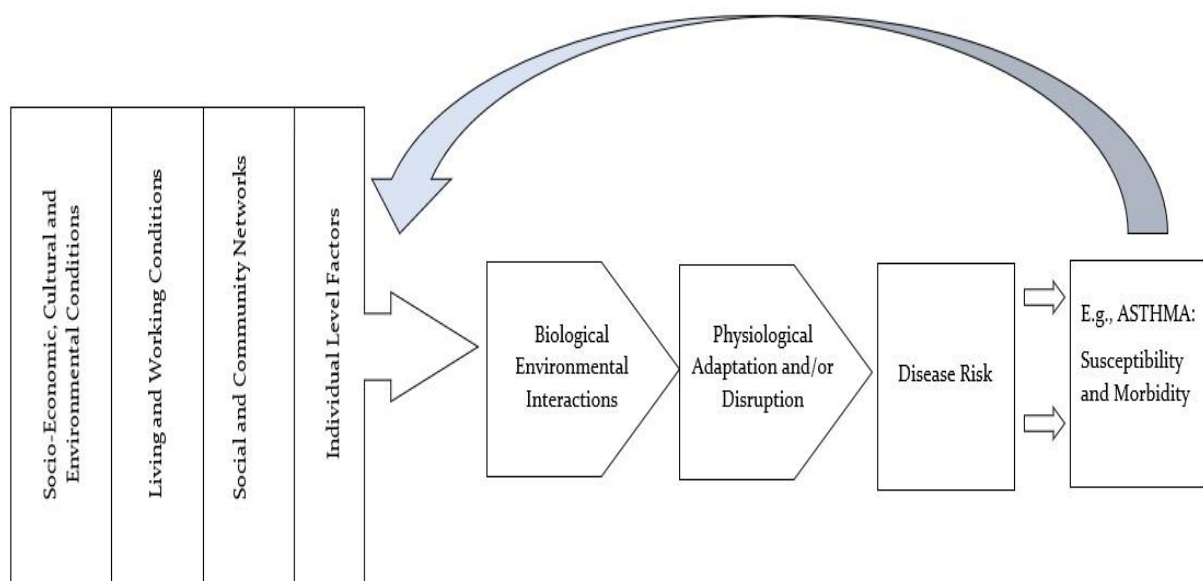 Socio-Economic, Cultural and
Environmental Conditions
Living and Working Conditions
Social and Community Networks
Individual Level Factors
Biological
Environmental
Interactions
Physiological
Adaptation and/or
Disruption
Disease Risk
E.g., ASTHMA:
Susceptibility
and Morbidity